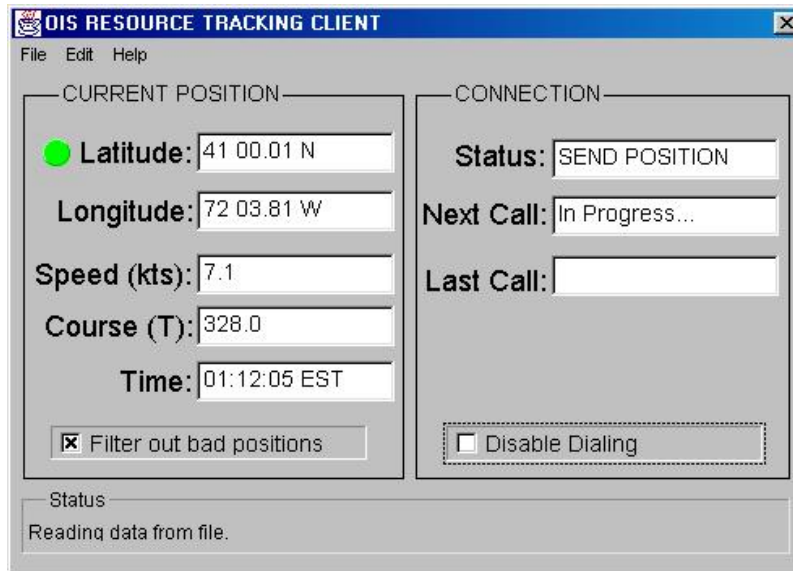 OIS RESOURCE TRACKING CLIENT
File Edit Help
CURRENT POSITION
Latitude: 41 00.01 N
Longitude: 72 03.81 W
Speed (kts): 7.1
Course (T): 328.0
Time: 01:12:05 EST
Filter out bad positions
CONNECTION
Status: SEND POSITION
Next Call: In Progress...
Last Call:
Disable Dialing
Status
Reading data from file.